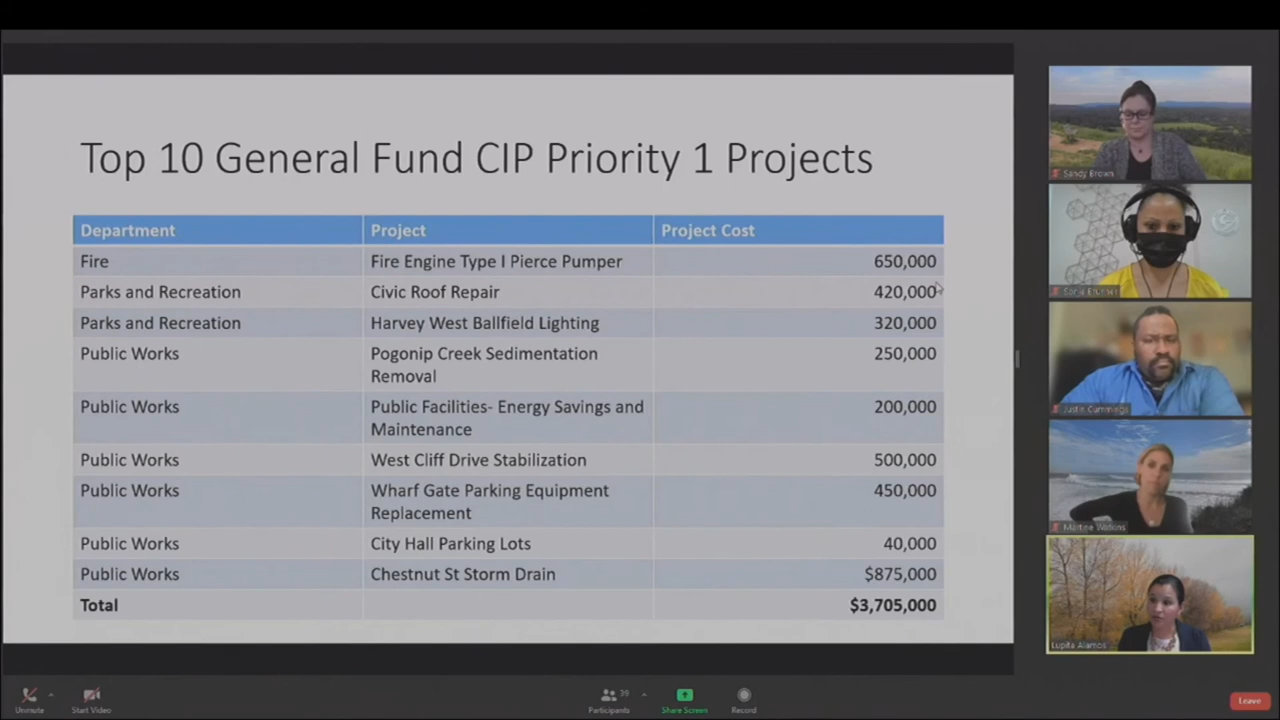 Top 10 General Fund CIP Priority 1 Projects
Department Project Project Cost
Fire Fire Engine Type I Pierce Pumper 650,000
Parks and Recreation Civic Roof Repair 420,000
Parks and Recreation Harvey West Ballfield Lighting 320,000
Public Works Pogonip Creek Sedimentation 250,000
Removal
Public Works Public Facilities- Energy Savings and 200,000
Maintenance
Public Works West Cliff Drive Stabilization 500,000
Public Works Wharf Gate Parking Equipment 450,000
Replacement
Public Works City Hall Parking Lots 40,000
Public Works Chestnut St Storm Drain $875,000
Total $3,705,000
Sandy Brown
Sonja Brunner
Justin Cummings
Martine Watkins
Lupita Alamos
Unmute
Start Video
39
Participants
Share Screen
Record
Leave